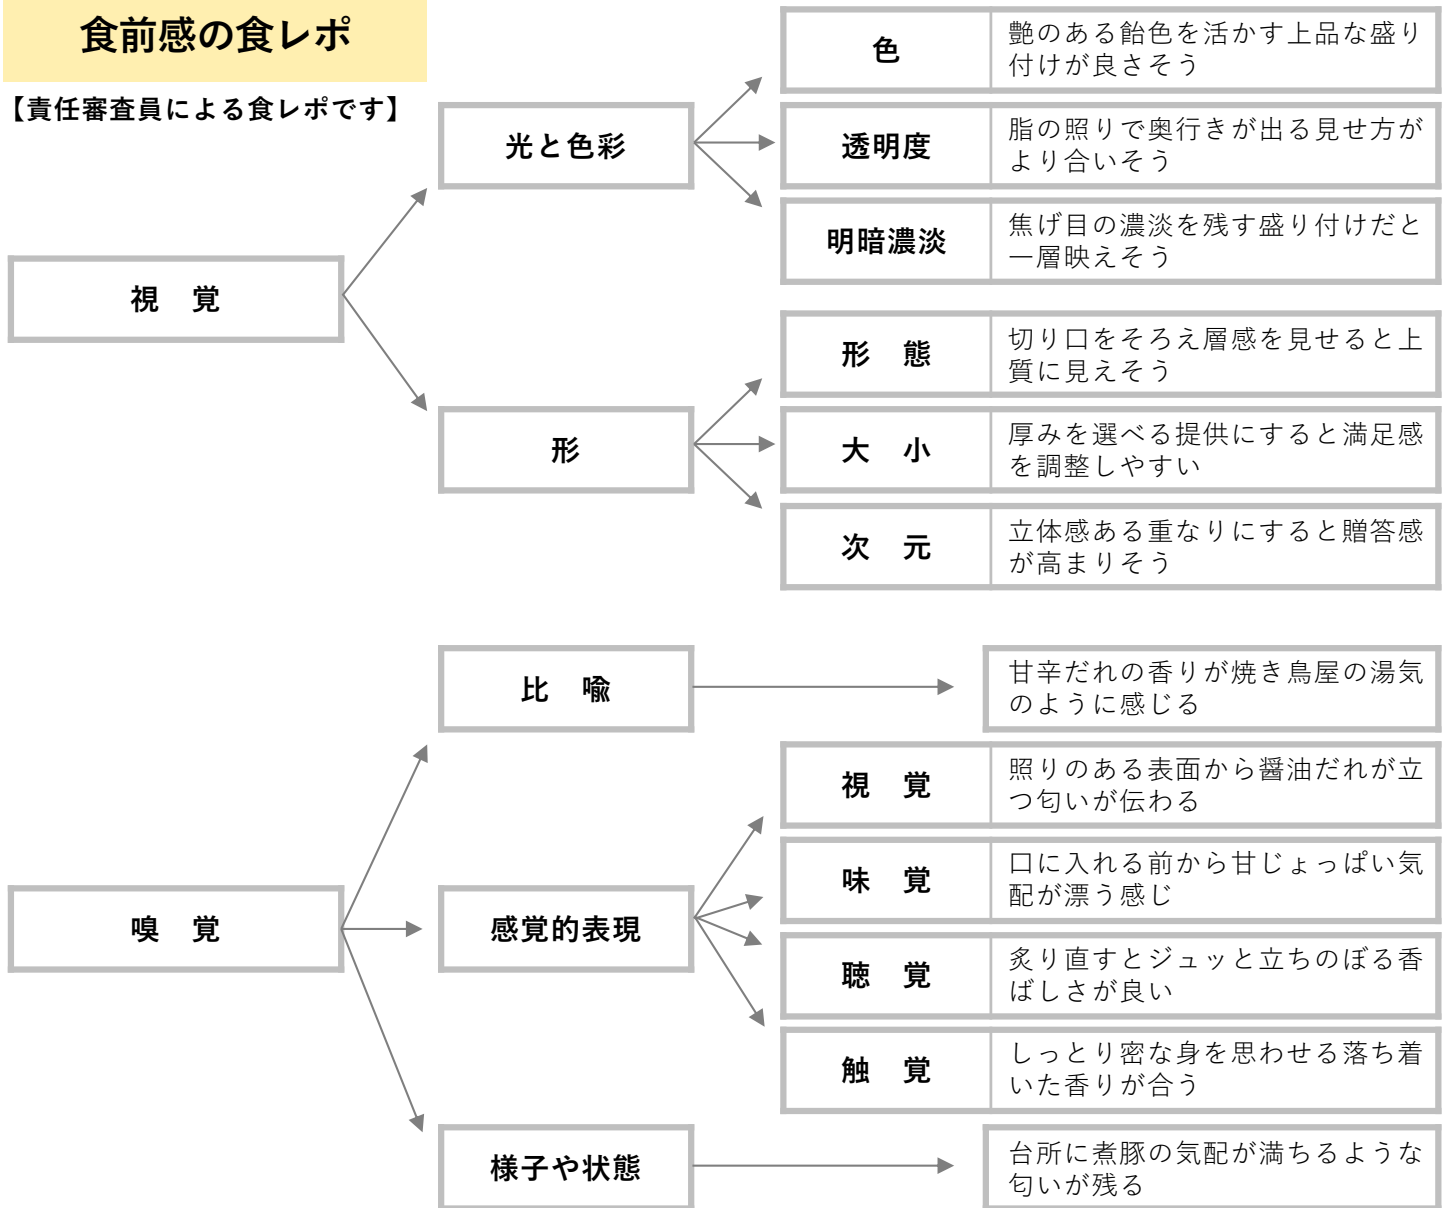 食前感の食レポ
【責任審査員による食レポです】
視　覚
光と色彩
色
艶のある飴色を活かす上品な盛り
付けが良さそう
透明度
脂の照りで奥行きが出る見せ方が
より合いそう
明暗濃淡
焦げ目の濃淡を残す盛り付けだと
一層映えそう
形
形　態
切り口をそろえ層感を見せると上
質に見えそう
大　小
厚みを選べる提供にすると満足感
を調整しやすい
次　元
立体感ある重なりにすると贈答感
が高まりそう
嗅　覚
比　喩
甘辛だれの香りが焼き鳥屋の湯気
のように感じる
感覚的表現
視　覚
照りのある表面から醤油だれが立
つ匂いが伝わる
味　覚
口に入れる前から甘じょっぱい気
配が漂う感じ
聴　覚
炙り直すとジュッと立ちのぼる香
ばしさが良い
触　覚
しっとり密な身を思わせる落ち着
いた香りが合う
様子や状態
台所に煮豚の気配が満ちるような
匂いが残る